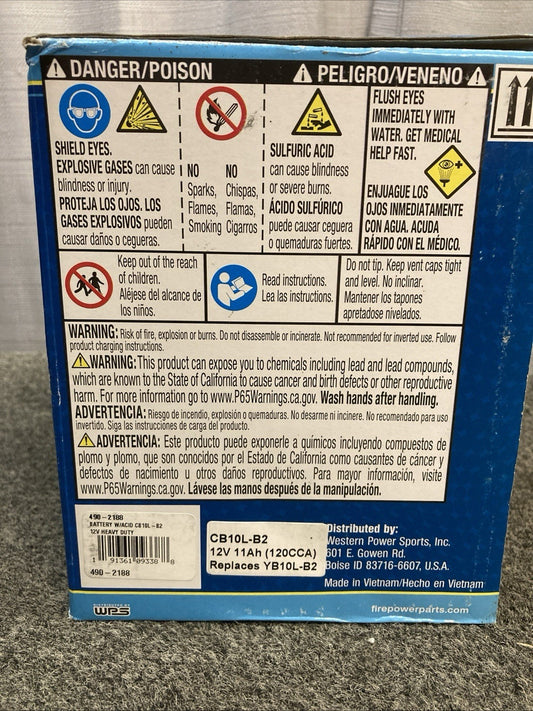 DANGER/POISON
PELIGRO/VENENO
SHIELD EYES.
EXPLOSIVE GASES can cause
blindness or injury.
PROTEJA LOS OJOS. LOS
GASES EXPLOSIVOS pueden
causar daños o cegueras.
NO
Sparks,
Flames,
Smoking
NO
Chispas,
Flamas,
Cigarros
SULFURIC ACID
can cause blindness
or severe burns.
ÁCIDO SULFÚRICO
puede causar ceguera
o quemaduras fuertes.
FLUSH EYES
IMMEDIATELY WITH
WATER. GET MEDICAL
HELP FAST.
ENJUAGUE LOS
OJOS INMEDIATAMENTE
CON AGUA. ACUDA
RÁPIDO CON EL MÉDICO.
Keep out of the reach
of children.
Aléjese del alcance de
los niños.
Read instructions.
Lea las instrucciones.
Do not tip. Keep vent caps tight
and level. No inclinar.
Mantener los tapones
apretadose nivelados.
WARNING: Risk of fire, explosion or burns. Do not disassemble or incinerate. Not recommended for inverted use. Follow
product charging instructions.
WARNING: This product can expose you to chemicals including lead and lead compounds,
which are known to the State of California to cause cancer and birth defects or other reproductive
harm. For more information go to www.P65Warnings.ca.gov. Wash hands after handling.
ADVERTENCIA: Riesgo de incendio, explosión o quemaduras. No desarme ni incinere. No recomendado para uso
invertido. Siga las instrucciones de carga del producto.
ADVERTENCIA: Este producto puede exponerle a químicos incluyendo compuestos de
plomo y plomo, que son conocidos por el Estado de California como causantes de cáncer y
defectos de nacimiento u otros daños reproductivos. Para mayor información, visite
www.P65Warnings.ca.gov. Lávese las manos después de la manipulación.
490-2188
BATTERY W/ACID CB10L-B2
12V HEAVY DUTY
1 91361 09338 8
490-2188
CB10L-B2
12V 11Ah (120CCA)
Replaces YB10L-B2
Distributed by:
Western Power Sports, Inc.
601 E. Gowen Rd.
Boise ID 83716-6607, U.S.A.
Made in Vietnam/Hecho en Vietnam
WPS
firepowerparts.com